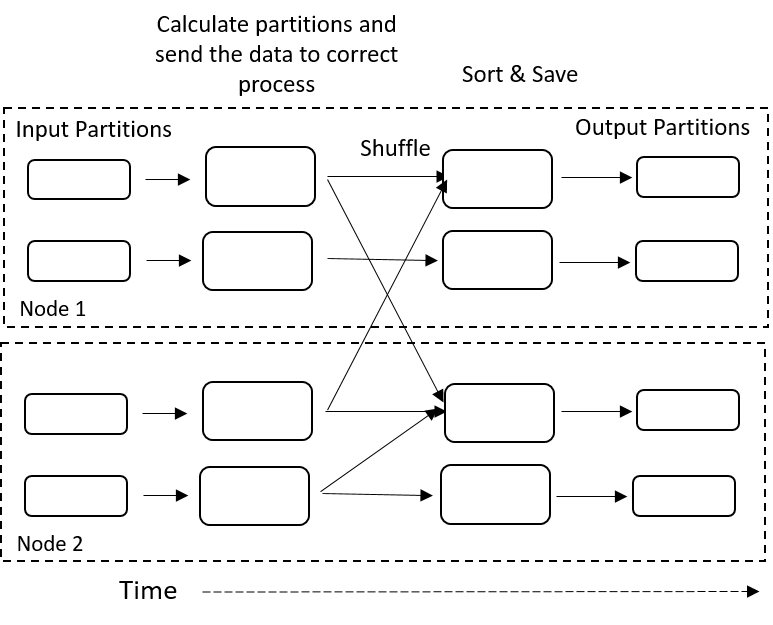 Calculate partitions and
send the data to correct
process
Sort & Save
Input Partitions
Shuffle
Output Partitions
Node 1
Node 2
Time